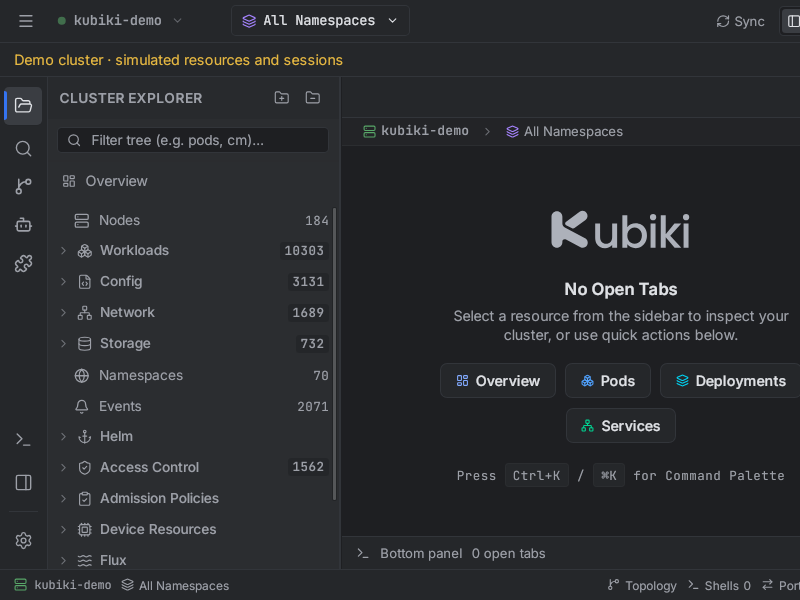 kubiki-demo
All Namespaces
Sync
Demo cluster · simulated resources and sessions
CLUSTER EXPLORER
Filter tree (e.g. pods, cm)...
Overview
Nodes 184
Workloads 10303
Config 3131
Network 1689
Storage 732
Namespaces 70
Events 2071
Helm
Access Control 1562
Admission Policies
Device Resources
Flux
kubiki-demo > All Namespaces
Kubiki
No Open Tabs
Select a resource from the sidebar to inspect your
cluster, or use quick actions below.
Overview
Pods
Deployments
Services
Press Ctrl+K / ⌘K for Command Palette
Bottom panel 0 open tabs
kubiki-demo
All Namespaces
Topology
Shells 0